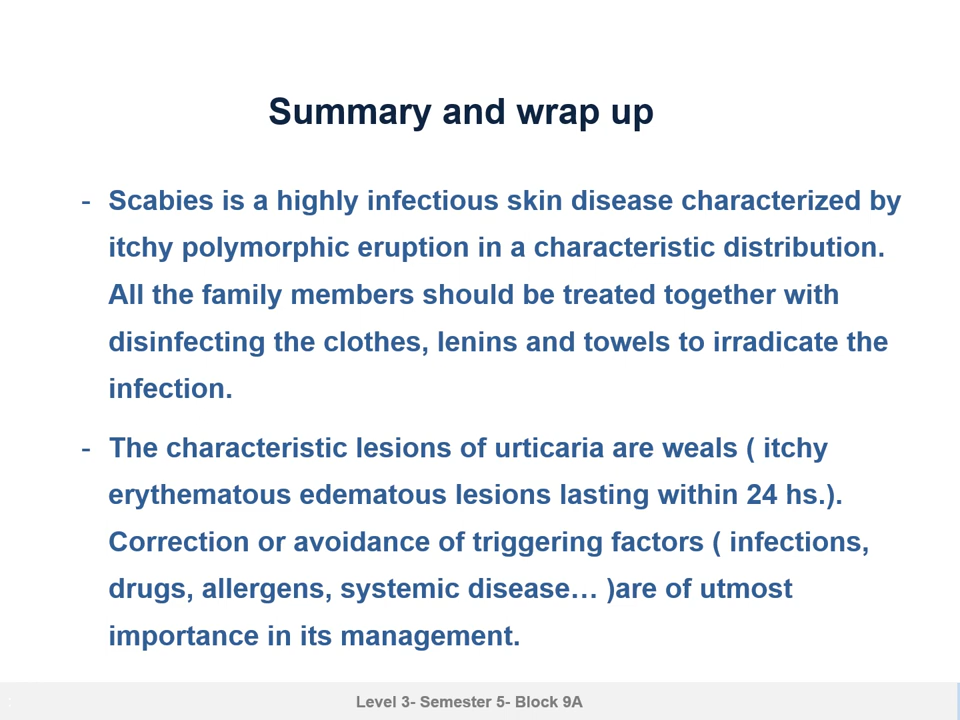 Summary and wrap up
- Scabies is a highly infectious skin disease characterized by
itchy polymorphic eruption in a characteristic distribution.
All the family members should be treated together with
disinfecting the clothes, lenins and towels to irradicate the
infection.
- The characteristic lesions of urticaria are weals ( itchy
erythematous edematous lesions lasting within 24 hs.).
Correction or avoidance of triggering factors ( infections,
drugs, allergens, systemic disease… )are of utmost
importance in its management.
Level 3- Semester 5- Block 9A